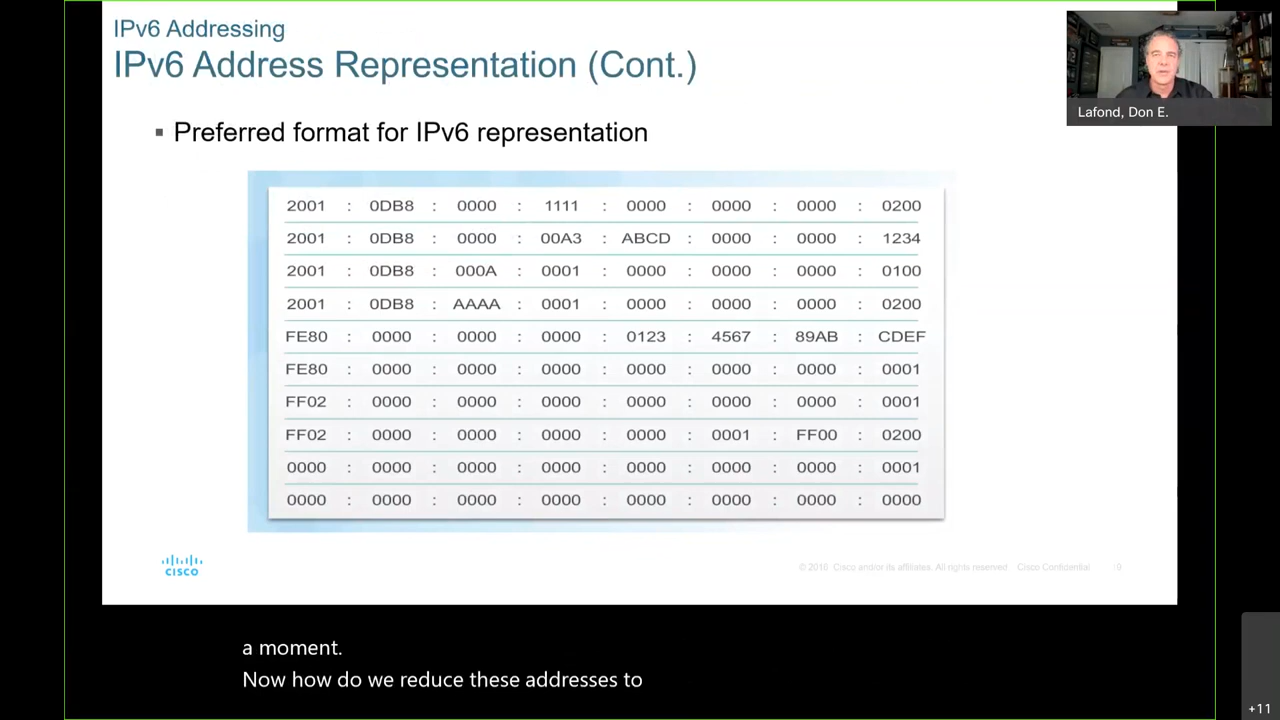 IPv6 Addressing
IPv6 Address Representation (Cont.)
Lafond, Don E.
▪ Preferred format for IPv6 representation
2001 : 0DB8 : 0000 : 1111 : 0000 : 0000 : 0000 : 0200
2001 : 0DB8 : 0000 : 00A3 : ABCD : 0000 : 0000 : 1234
2001 : 0DB8 : 000A : 0001 : 0000 : 0000 : 0000 : 0100
2001 : 0DB8 : AAAA : 0001 : 0000 : 0000 : 0000 : 0200
FE80 : 0000 : 0000 : 0000 : 0123 : 4567 : 89AB : CDEF
FE80 : 0000 : 0000 : 0000 : 0000 : 0000 : 0000 : 0001
FF02 : 0000 : 0000 : 0000 : 0000 : 0000 : 0000 : 0001
FF02 : 0000 : 0000 : 0000 : 0000 : 0001 : FF00 : 0200
0000 : 0000 : 0000 : 0000 : 0000 : 0000 : 0000 : 0001
0000 : 0000 : 0000 : 0000 : 0000 : 0000 : 0000 : 0000
CISCO
© 2016 Cisco and/or its affiliates. All rights reserved. Cisco Confidential 9
a moment.
Now how do we reduce these addresses to
+11